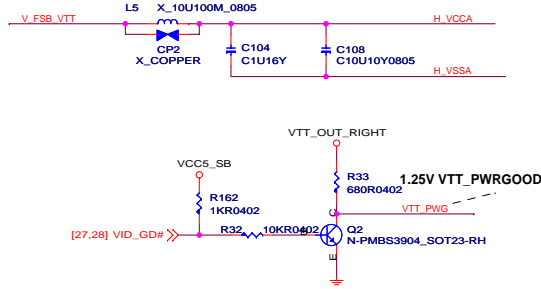 L5 X_10U100M_0805
V_FSB_VTT
H_VCCA
CP2
X_COPPER
C104
C1U16Y
C108
C10U10Y0805
H_VSSA
VTT_OUT_RIGHT
VCC5_SB
R33
680R0402
1.25V VTT_PWRGOOD
R162
1KR0402
VTT_PWG
C
[27,28] VID_GD#
R32 10KR0402
B
Q2
N-PMBS3904_SOT23-RH
E